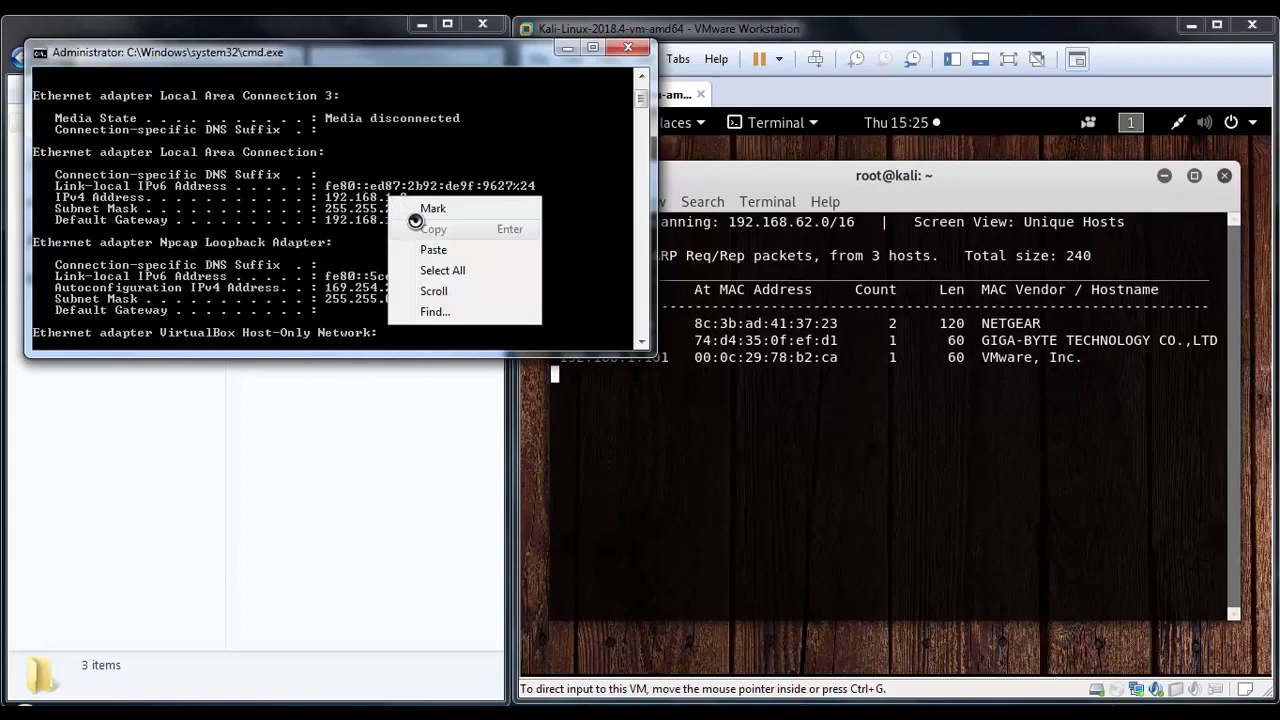 Administrator: C:\Windows\system32\cmd.exe
Ethernet adapter Local Area Connection 3:
Media State . . . . . . . . . . . : Media disconnected
Connection-specific DNS Suffix . :
Ethernet adapter Local Area Connection:
Connection-specific DNS Suffix . :
Link-local IPv6 Address . . . . . : fe80::ed87:2b92:de9f:9627%24
IPv4 Address. . . . . . . . . . . : 192.168.
Subnet Mask . . . . . . . . . . . : 255.255.
Default Gateway . . . . . . . . . : 192.168.
Ethernet adapter Npcap Loopback Adapter:
Connection-specific DNS Suffix . :
Link-local IPv6 Address . . . . . : fe80::5c
Autoconfiguration IPv4 Address. . : 169.254.
Subnet Mask . . . . . . . . . . . : 255.255.
Default Gateway . . . . . . . . . :
Ethernet adapter VirtualBox Host-Only Network:
Mark
Copy Enter
Paste
Select All
Scroll
Find...
3 items
Kali-Linux-2018.4-vm-amd64 - VMware Workstation
Tabs Help
-am...
laces Terminal Thu 15:25 1
root@kali: ~
w Search Terminal Help
anning: 192.168.62.0/16 | Screen View: Unique Hosts
RP Req/Rep packets, from 3 hosts. Total size: 240
At MAC Address Count Len MAC Vendor / Hostname
8c:3b:ad:41:37:23 2 120 NETGEAR
74:d4:35:0f:ef:d1 1 60 GIGA-BYTE TECHNOLOGY CO.,LTD
00:0c:29:78:b2:ca 1 60 VMware, Inc.
To direct input to this VM, move the mouse pointer inside or press Ctrl+G.